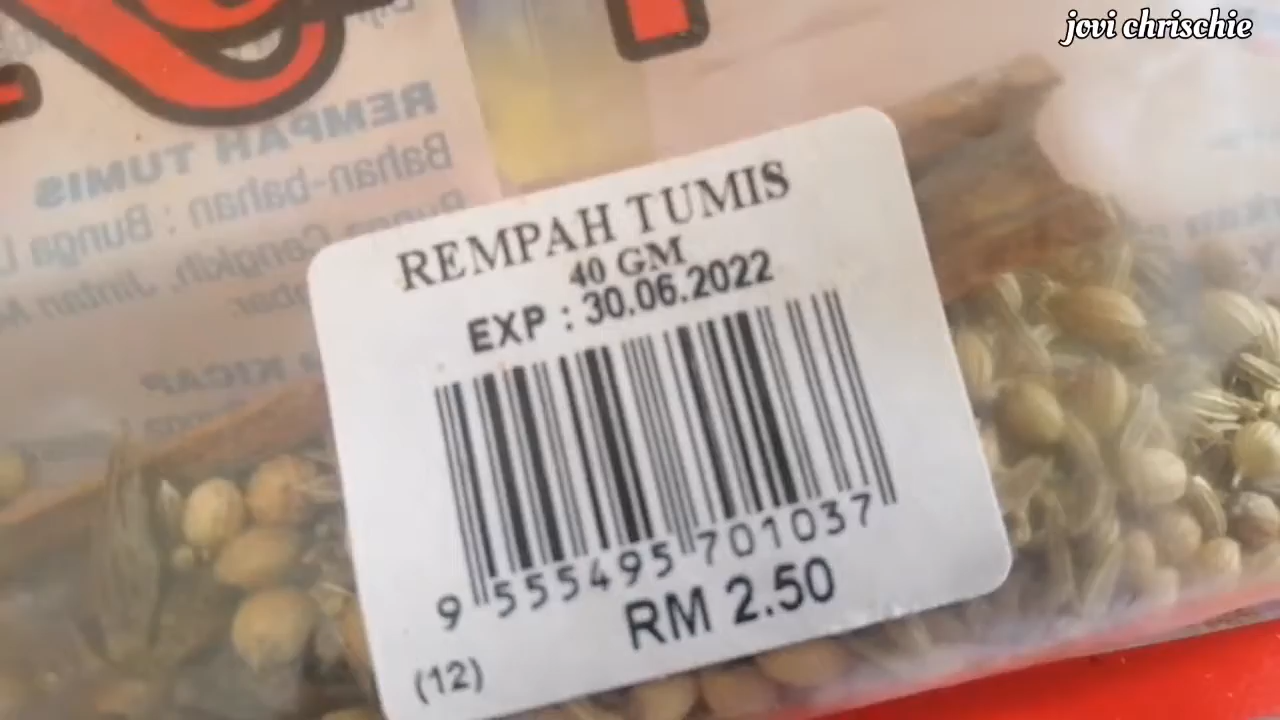 jovi chrischie
REMPAH TUMIS
Bahan-bahan : Bunga
Cengkih, Jintan
KICAP
REMPAH TUMIS
40 GM
EXP : 30.06.2022
9 555495 701037
RM 2.50
(12)